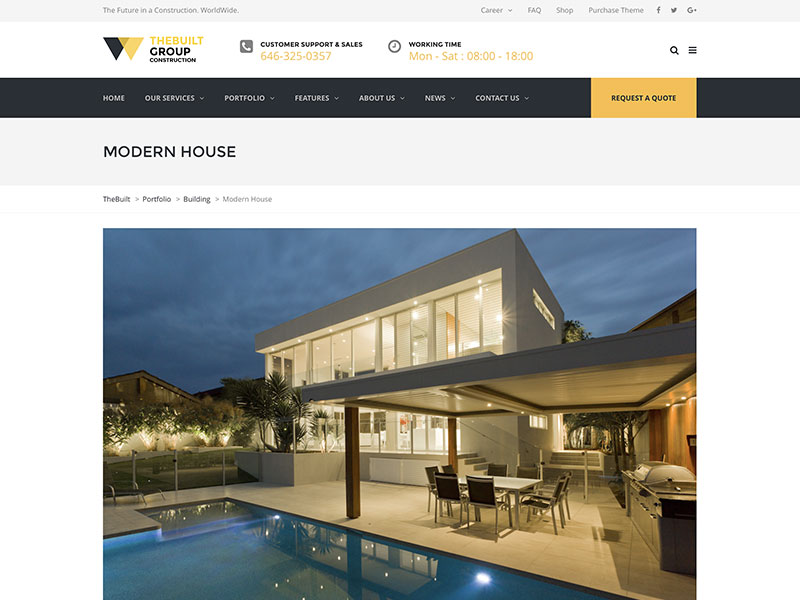 The Future in a Construction. WorldWide.
Career FAQ Shop Purchase Theme
THEBUILT
GROUP
CONSTRUCTION
CUSTOMER SUPPORT & SALES
646-325-0357
WORKING TIME
Mon - Sat : 08:00 - 18:00
HOME OUR SERVICES PORTFOLIO FEATURES ABOUT US NEWS CONTACT US REQUEST A QUOTE
MODERN HOUSE
TheBuilt > Portfolio > Building > Modern House